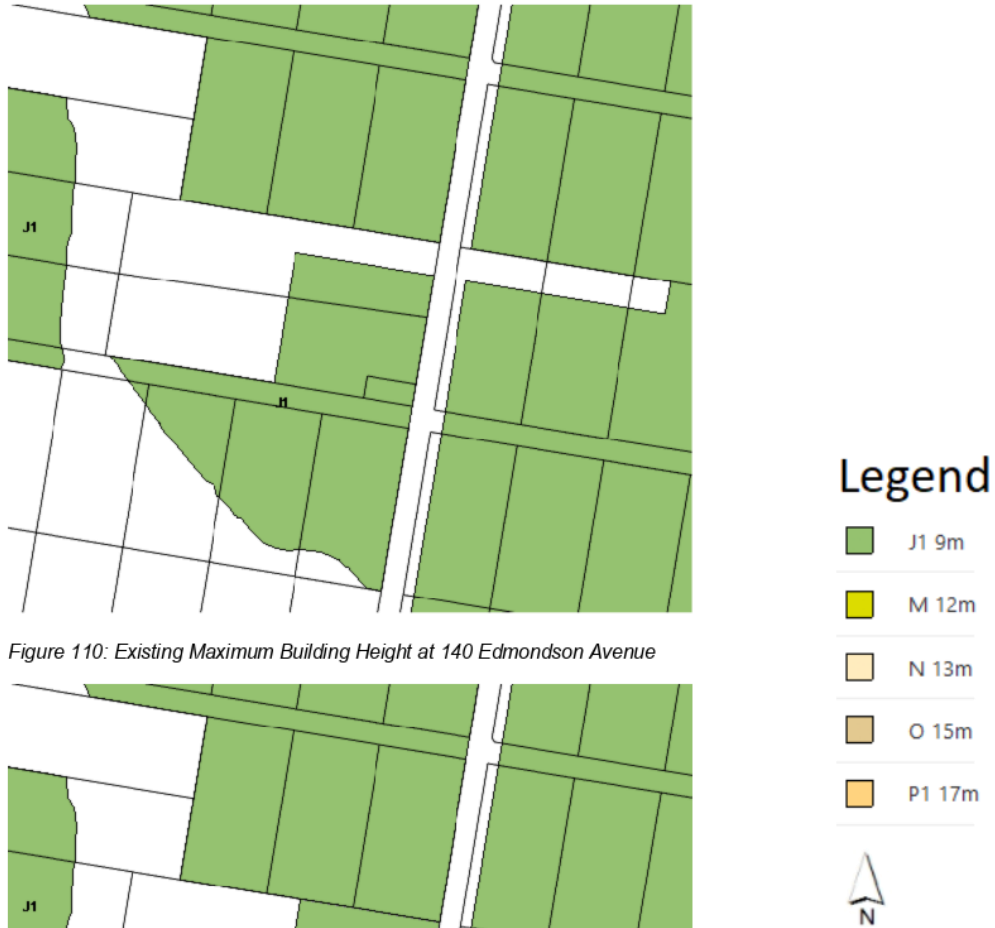 J1
J1
Figure 110: Existing Maximum Building Height at 140 Edmondson Avenue
J1
Legend
J1 9m
M 12m
N 13m
O 15m
P1 17m
N